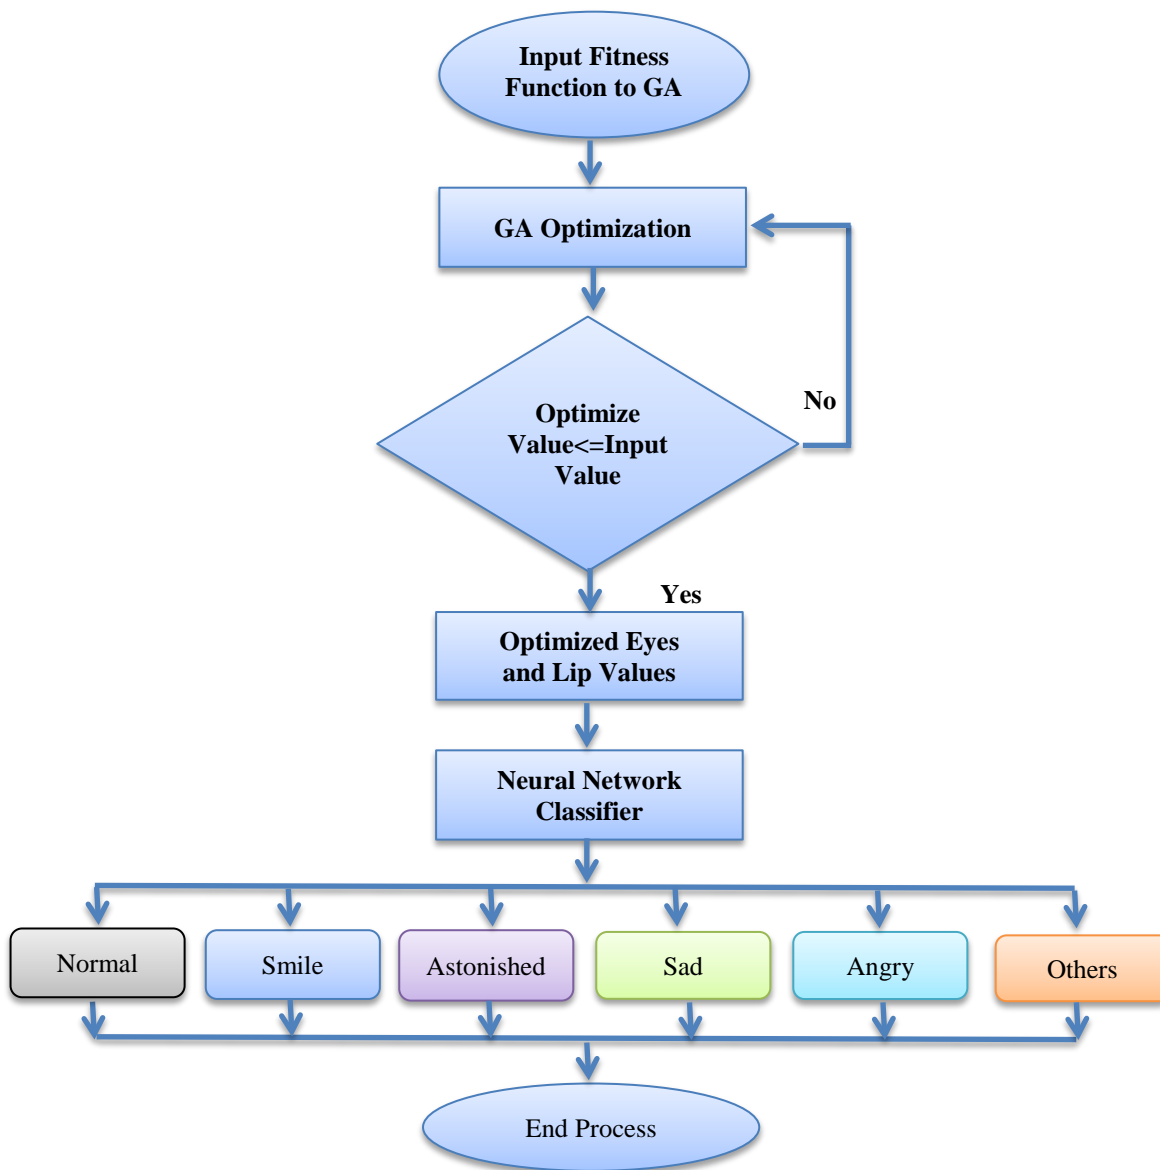 Input Fitness
Function to GA
GA Optimization
No
Optimize
Value<=Input
Value
Yes
Optimized Eyes
and Lip Values
Neural Network
Classifier
Normal
Smile
Astonished
Sad
Angry
Others
End Process